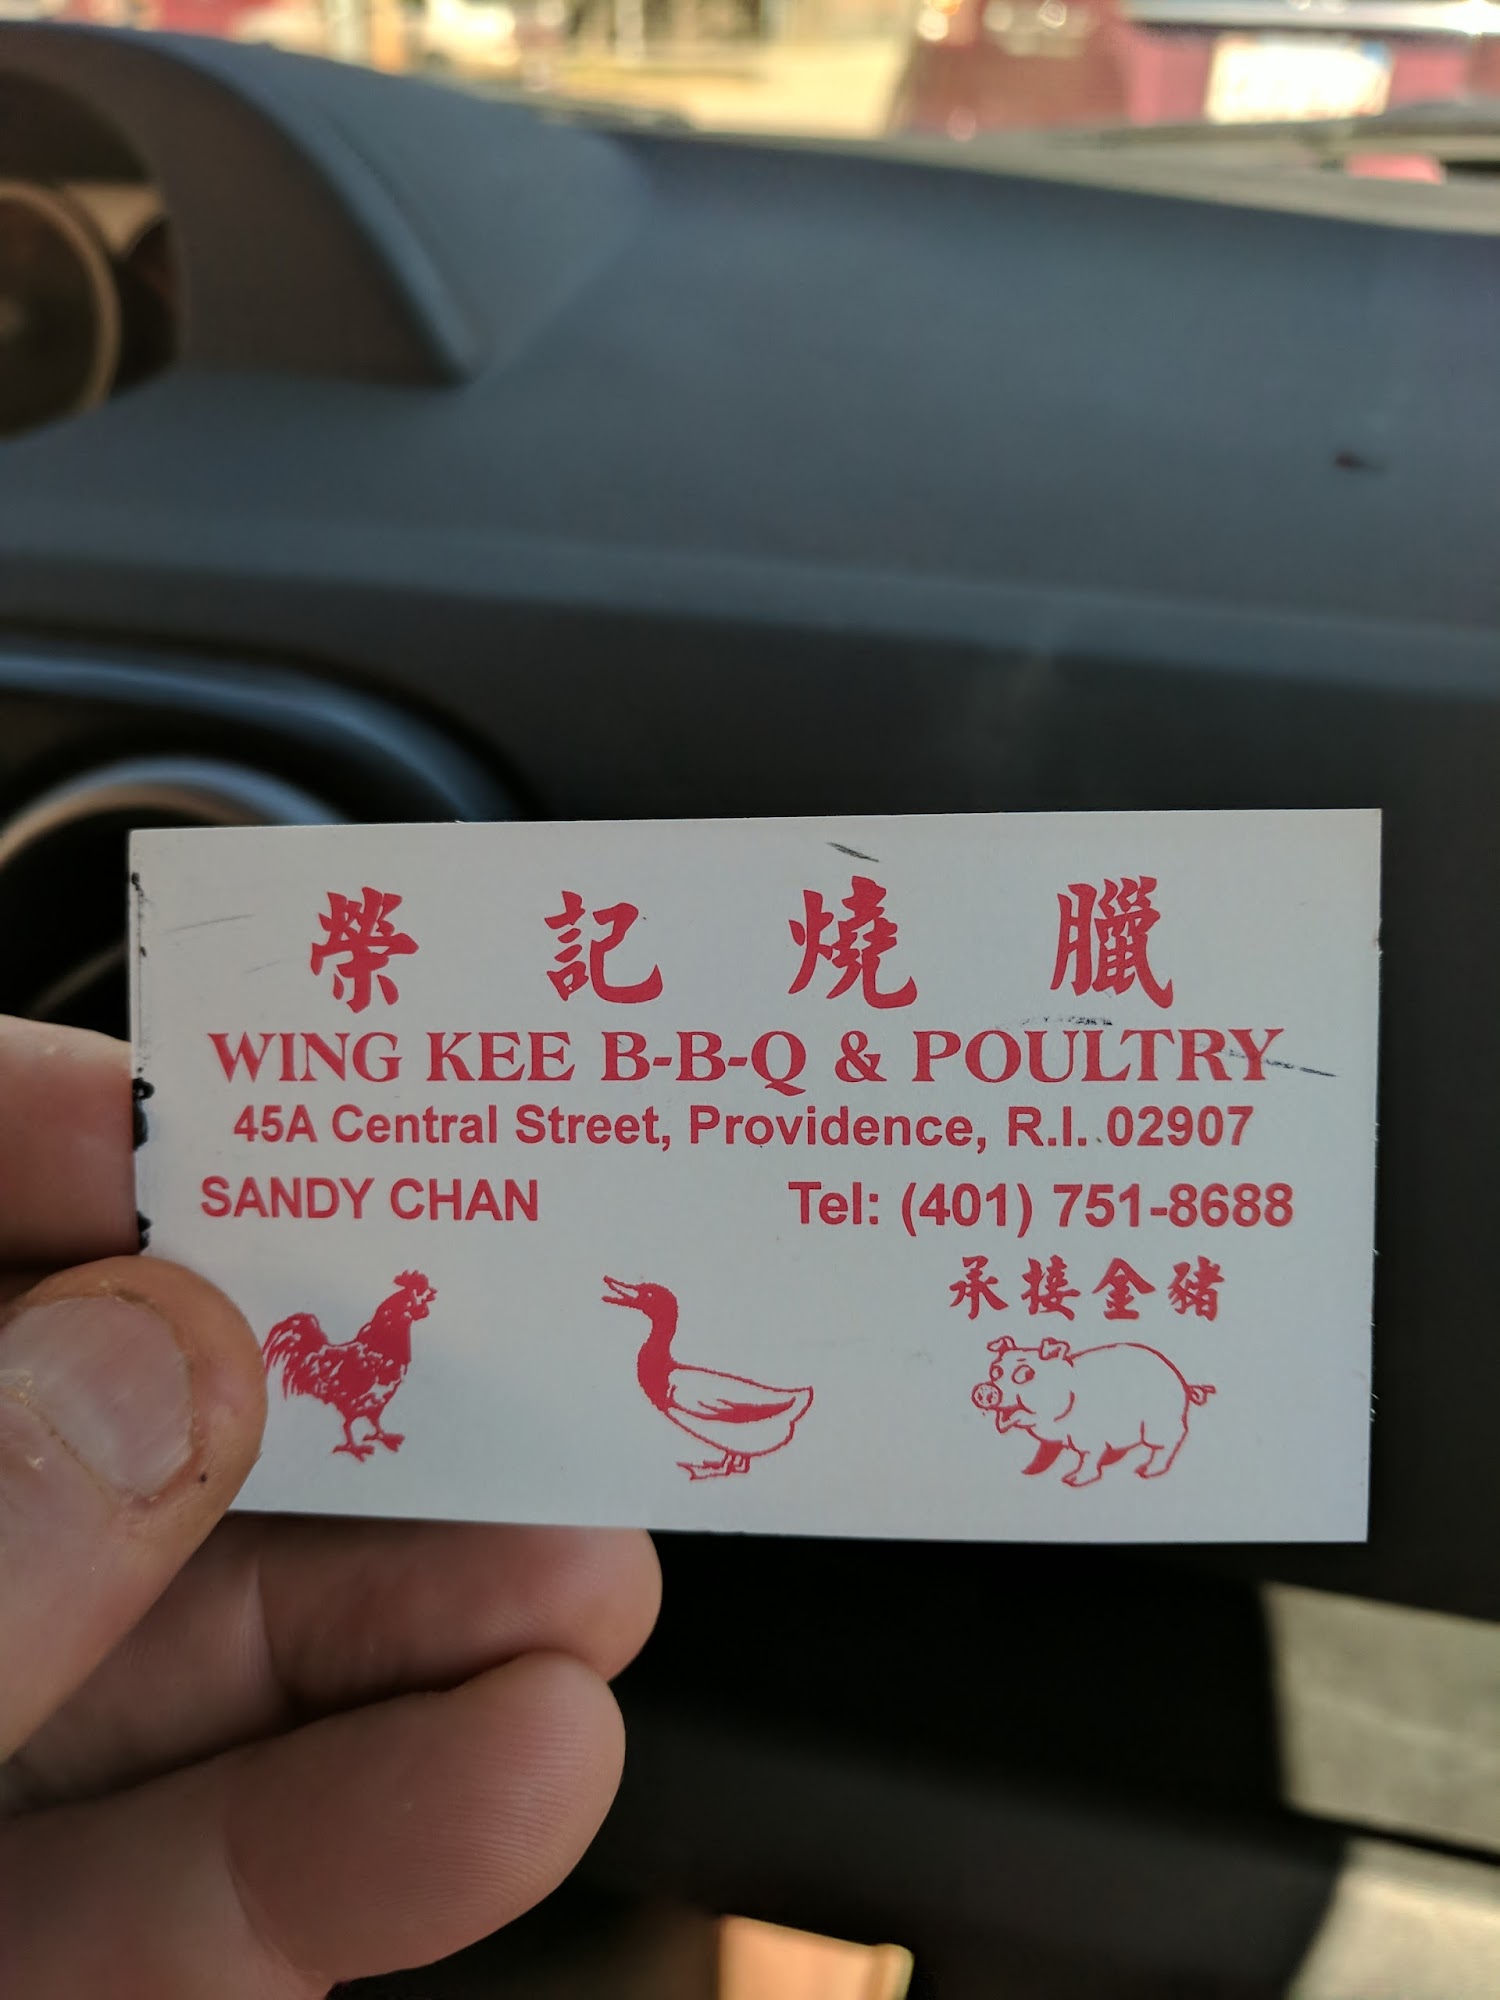 榮記燒臘
WING KEE B-B-Q & POULTRY
45A Central Street, Providence, R.I. 02907
SANDY CHAN Tel: (401) 751-8688
承接金豬